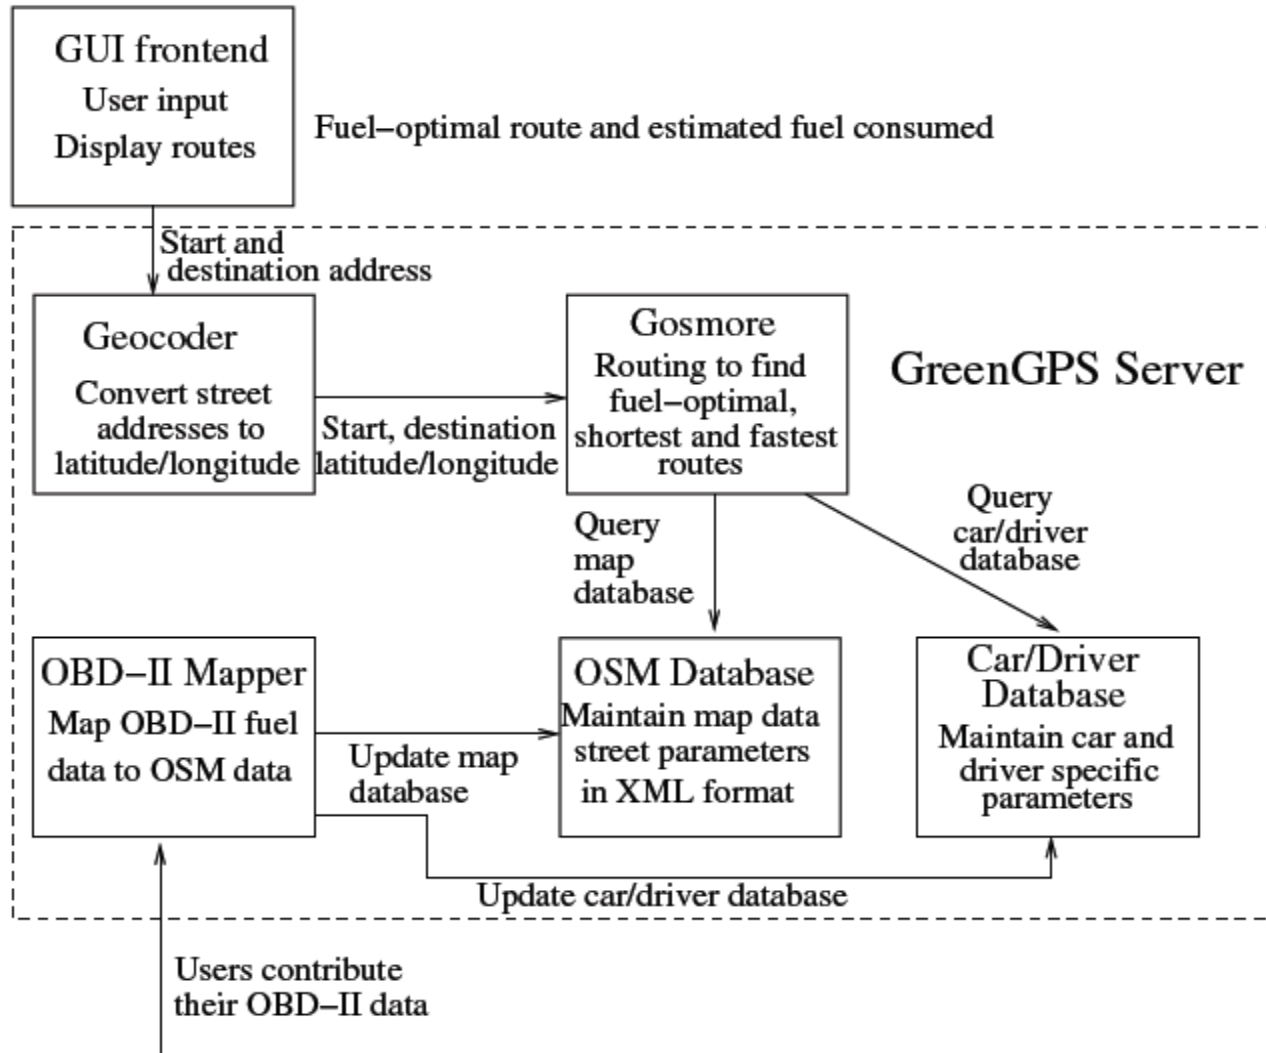 GUI frontend
User input
Display routes
Fuel–optimal route and estimated fuel consumed
Start and
destination address
Geocoder
Convert street
addresses to
latitude/longitude
Start, destination
latitude/longitude
Gosmore
Routing to find
fuel–optimal,
shortest and fastest
routes
GreenGPS Server
Query
map
database
Query
car/driver
database
OBD–II Mapper
Map OBD–II fuel
data to OSM data
Update map
database
OSM Database
Maintain map data
street parameters
in XML format
Car/Driver
Database
Maintain car and
driver specific
parameters
Update car/driver database
Users contribute
their OBD–II data